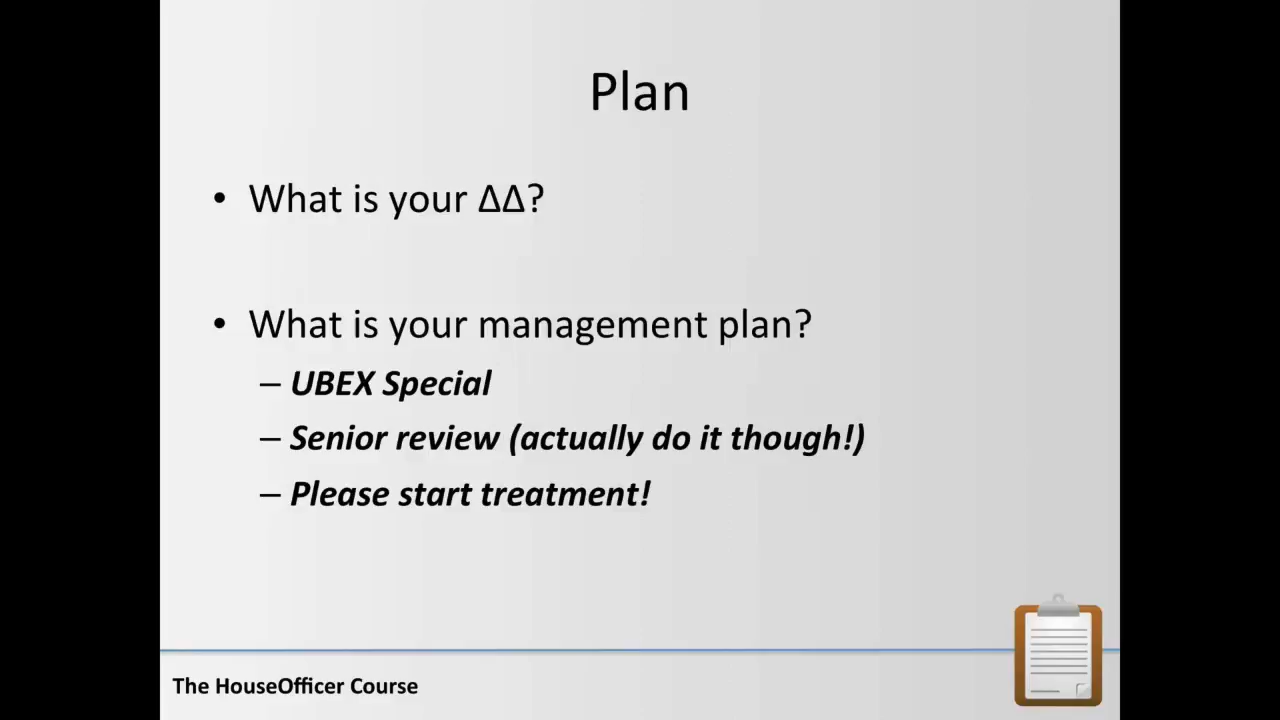 Plan
• What is your ΔΔ?
• What is your management plan?
– UBEX Special
– Senior review (actually do it though!)
– Please start treatment!
The HouseOfficer Course